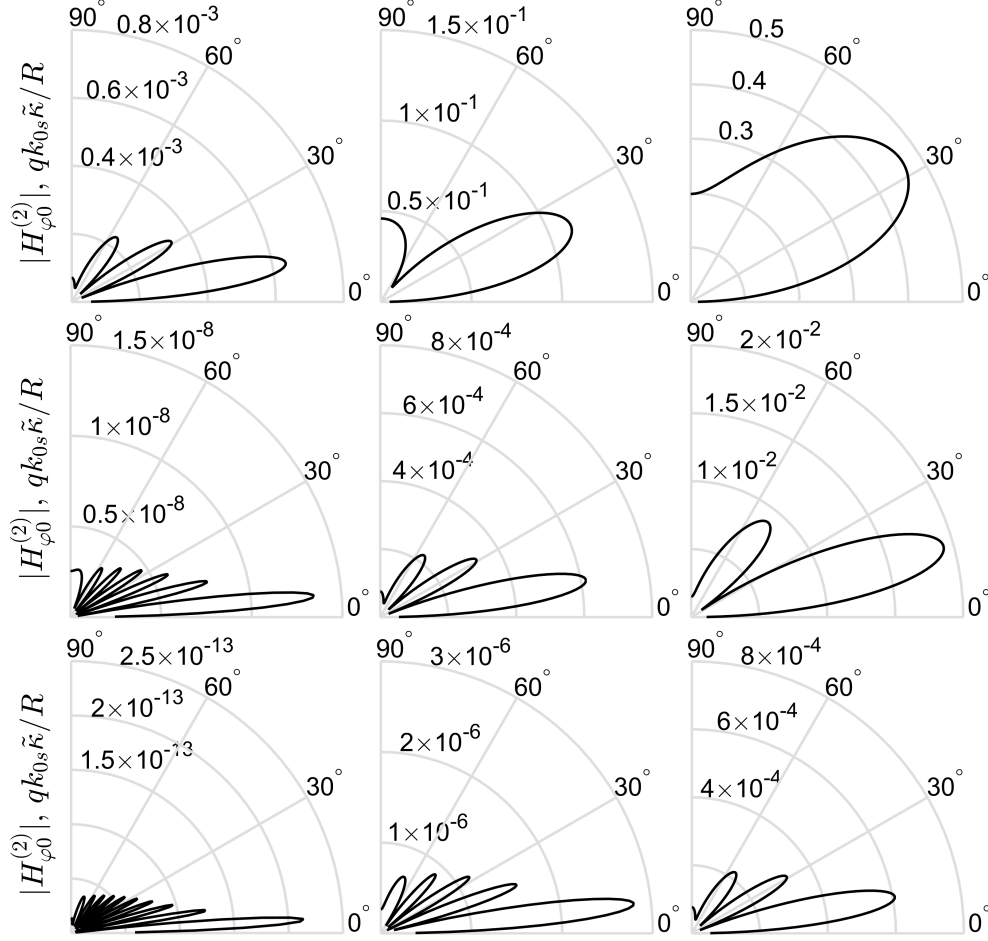 90° 0.8×10⁻³ 90° 1.5×10⁻¹ 90° 0.5
60° 60° 60°
0.6×10⁻³ 1×10⁻¹ 0.4
0.4×10⁻³ 30° 0.5×10⁻¹ 30° 0.3 30°
|H_{φ0}^{(2)}|, qk_{0s}κ̃/R
0° 0° 0°
90° 1.5×10⁻⁸ 90° 8×10⁻⁴ 90° 2×10⁻²
60° 60° 60°
1×10⁻⁸ 6×10⁻⁴ 1.5×10⁻²
30° 4×10⁻⁴ 30° 1×10⁻² 30°
0.5×10⁻⁸
|H_{φ0}^{(2)}|, qk_{0s}κ̃/R
0° 0° 0°
90° 2.5×10⁻¹³ 90° 3×10⁻⁶ 90° 8×10⁻⁴
60° 60° 60°
2×10⁻¹³ 2×10⁻⁶ 6×10⁻⁴
1.5×10⁻¹³ 30° 30° 4×10⁻⁴ 30°
1×10⁻⁶
|H_{φ0}^{(2)}|, qk_{0s}κ̃/R
0° 0° 0°